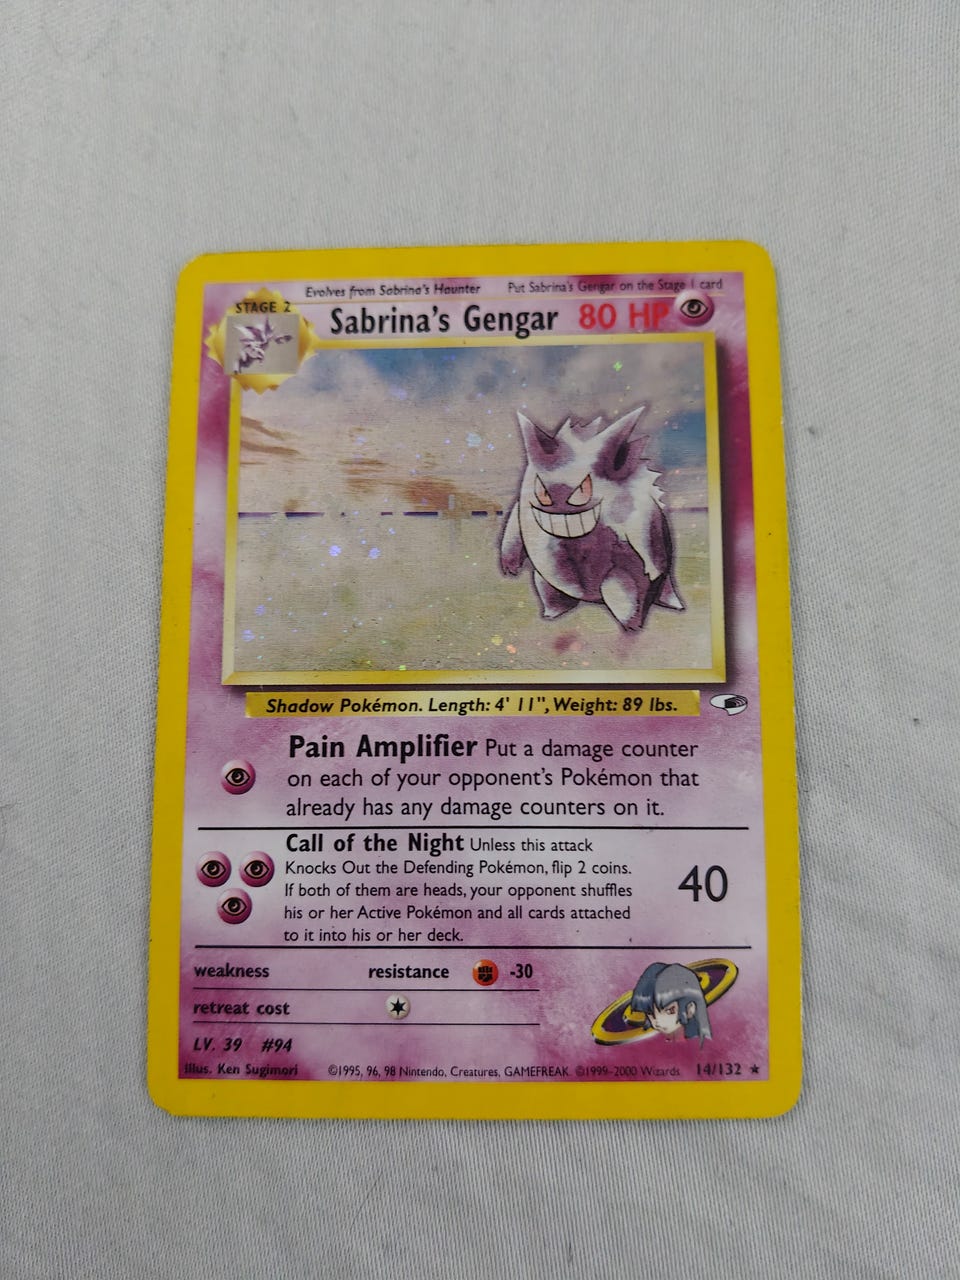 Evolves from Sabrina's Haunter Put Sabrina's Gengar on the Stage 1 card
STAGE 2
Sabrina's Gengar 80 HP
Shadow Pokémon. Length: 4' 11", Weight: 89 lbs.
Pain Amplifier Put a damage counter
on each of your opponent's Pokémon that
already has any damage counters on it.
Call of the Night Unless this attack
Knocks Out the Defending Pokémon, flip 2 coins.
If both of them are heads, your opponent shuffles
his or her Active Pokémon and all cards attached
to it into his or her deck.
40
weakness resistance -30
retreat cost
LV. 39 #94
Illus. Ken Sugimori ©1995, 96, 98 Nintendo, Creatures, GAMEFREAK. ©1999-2000 Wizards. 14/132 ★